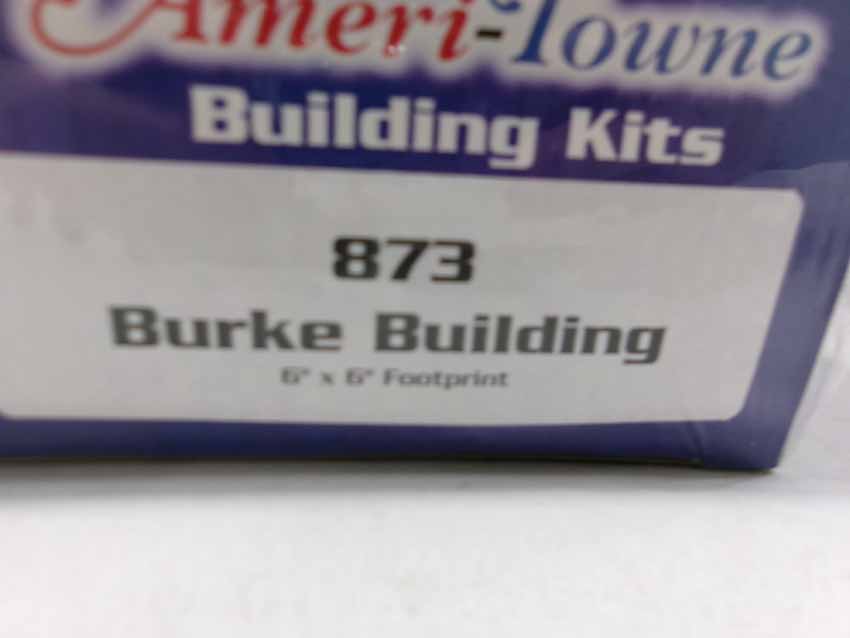 Ameri-Towne
Building Kits
873
Burke Building
6" x 6" Footprint